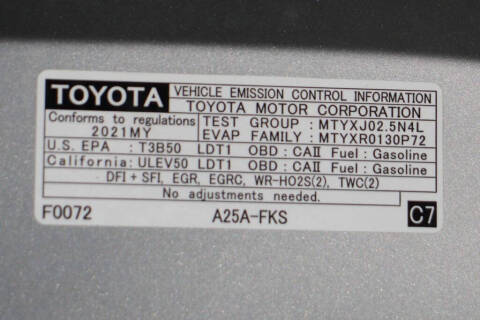 TOYOTA VEHICLE EMISSION CONTROL INFORMATION
TOYOTA MOTOR CORPORATION
Conforms to regulations
2021MY
TEST GROUP : MTYXJ02.5N4L
EVAP FAMILY : MTYXR0130P72
U.S. EPA : T3B50 LDT1 OBD : CAII Fuel : Gasoline
California: ULEV50 LDT1 OBD : CAII Fuel : Gasoline
DFI + SFI, EGR, EGRC, WR-HO2S(2), TWC(2)
No adjustments needed.
F0072 A25A-FKS C7